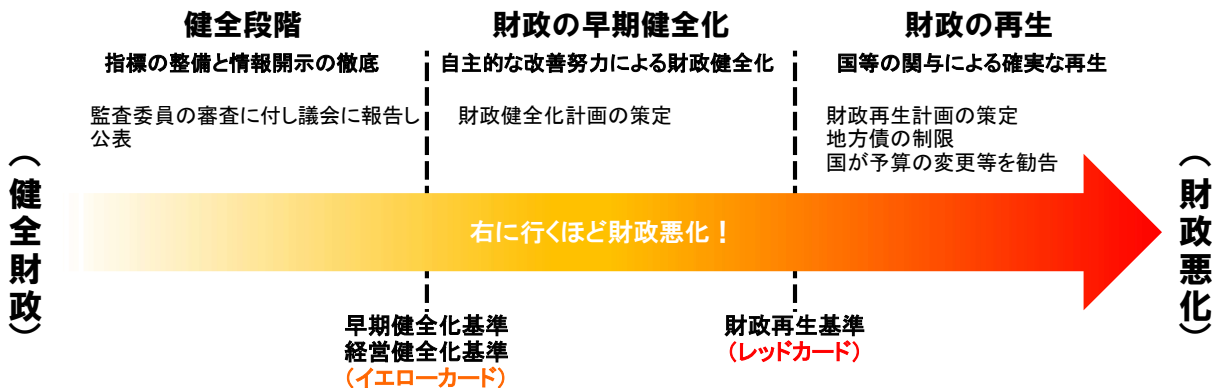 健全段階
指標の整備と情報開示の徹底
監査委員の審査に付し議会に報告し
公表
財政の早期健全化
自主的な改善努力による財政健全化
財政健全化計画の策定
財政の再生
国等の関与による確実な再生
財政再生計画の策定
地方債の制限
国が予算の変更等を勧告
（健全財政）
右に行くほど財政悪化！
（財政悪化）
早期健全化基準
経営健全化基準
（イエローカード）
財政再生基準
（レッドカード）